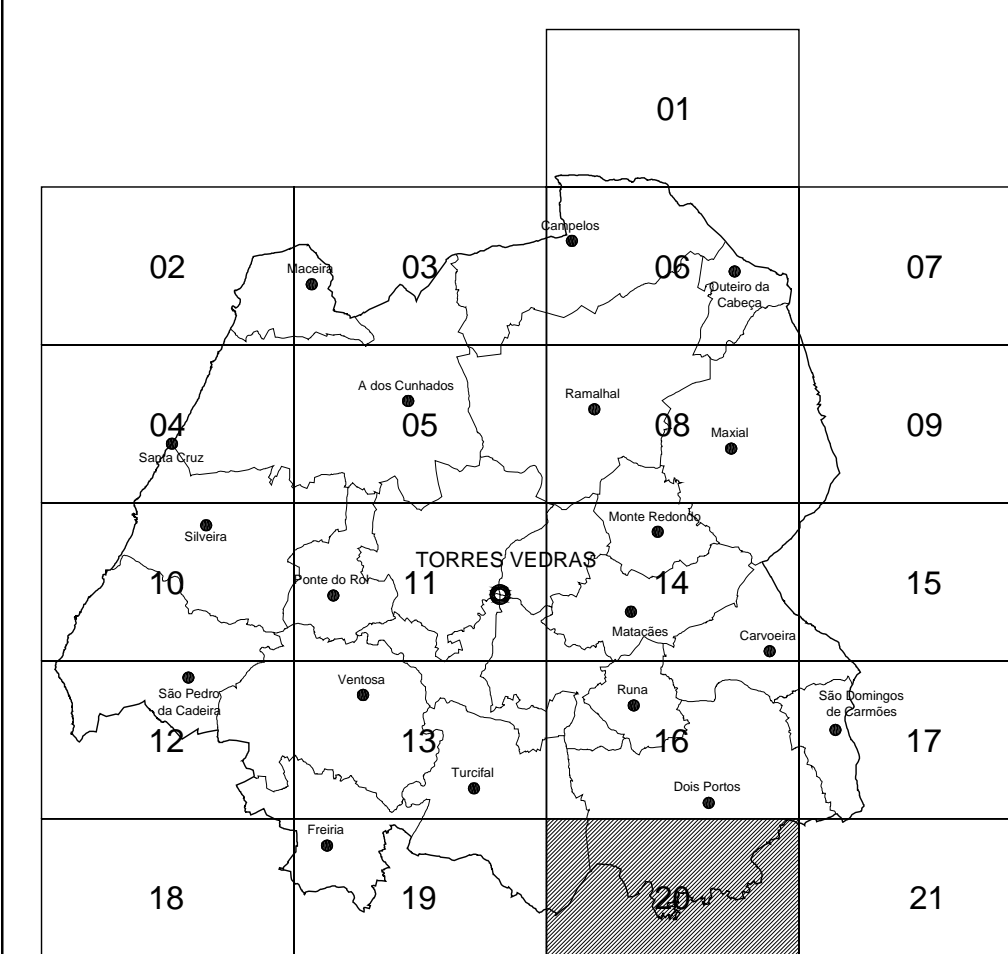 01
Campelos
02
Maceira
03
06
07
Outeiro da
Cabeça
A dos Cunhados
Ramalhal
04
05
08
Maxial
09
Santa Cruz
Monte Redondo
Silveira
TORRES VEDRAS
10
Ponte do Rol
11
14
15
Matacães
Carvoeira
Ventosa
São Pedro
da Cadeira
Runa
São Domingos
de Carmões
12
13
16
17
Turcifal
Dois Portos
Freiria
18
19
20
21